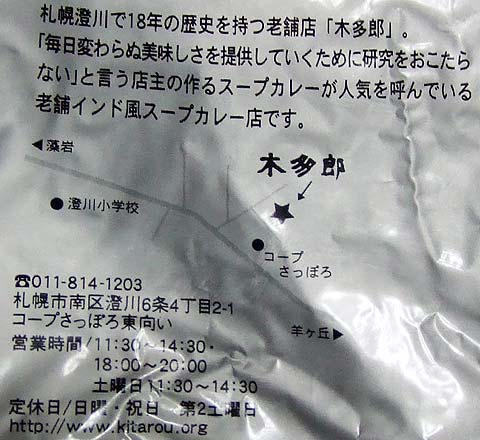 札幌澄川で18年の歴史を持つ老舗店「木多郎」。
「毎日変わらぬ美味しさを提供していくために研究をおこたら
ない」と言う店主の作るスープカレーが人気を呼んでいる
老舗インド風スープカレー店です。
◀藻岩
木多郎
●澄川小学校
●コープ
さっぽろ
羊ヶ丘▶
☎011-814-1203
札幌市南区澄川6条4丁目2-1
コープさっぽろ東向い
営業時間/11:30~14:30・
18:00~20:00
土曜日11:30~14:30
定休日/日曜・祝日 第2土曜日
http://www.kitarou.org